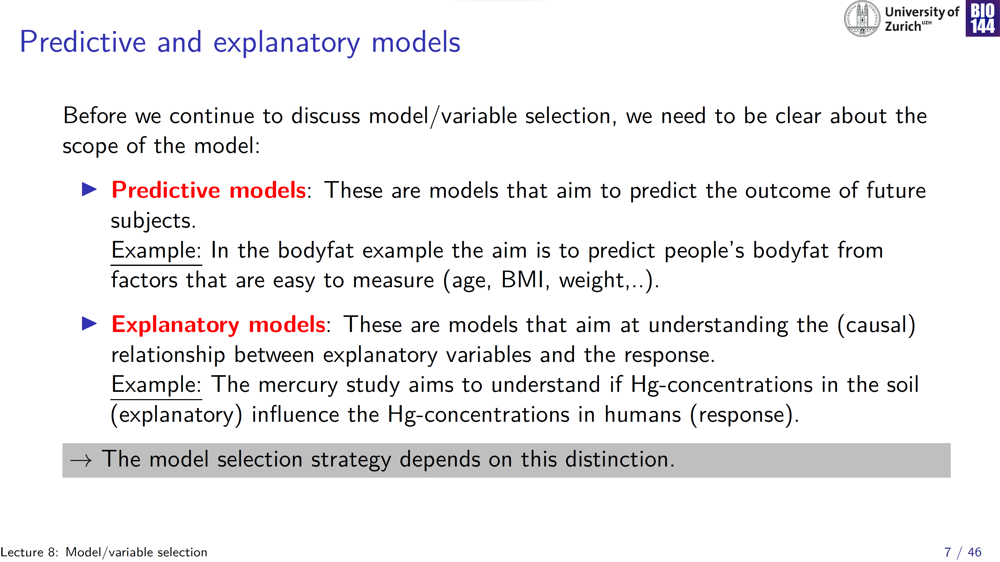 University of
Zurich UZH
BIO
144
Predictive and explanatory models
Before we continue to discuss model/variable selection, we need to be clear about the
scope of the model:
▶ Predictive models: These are models that aim to predict the outcome of future
subjects.
Example: In the bodyfat example the aim is to predict people's bodyfat from
factors that are easy to measure (age, BMI, weight,..).
▶ Explanatory models: These are models that aim at understanding the (causal)
relationship between explanatory variables and the response.
Example: The mercury study aims to understand if Hg-concentrations in the soil
(explanatory) influence the Hg-concentrations in humans (response).
→ The model selection strategy depends on this distinction.
Lecture 8: Model/variable selection
7 / 46